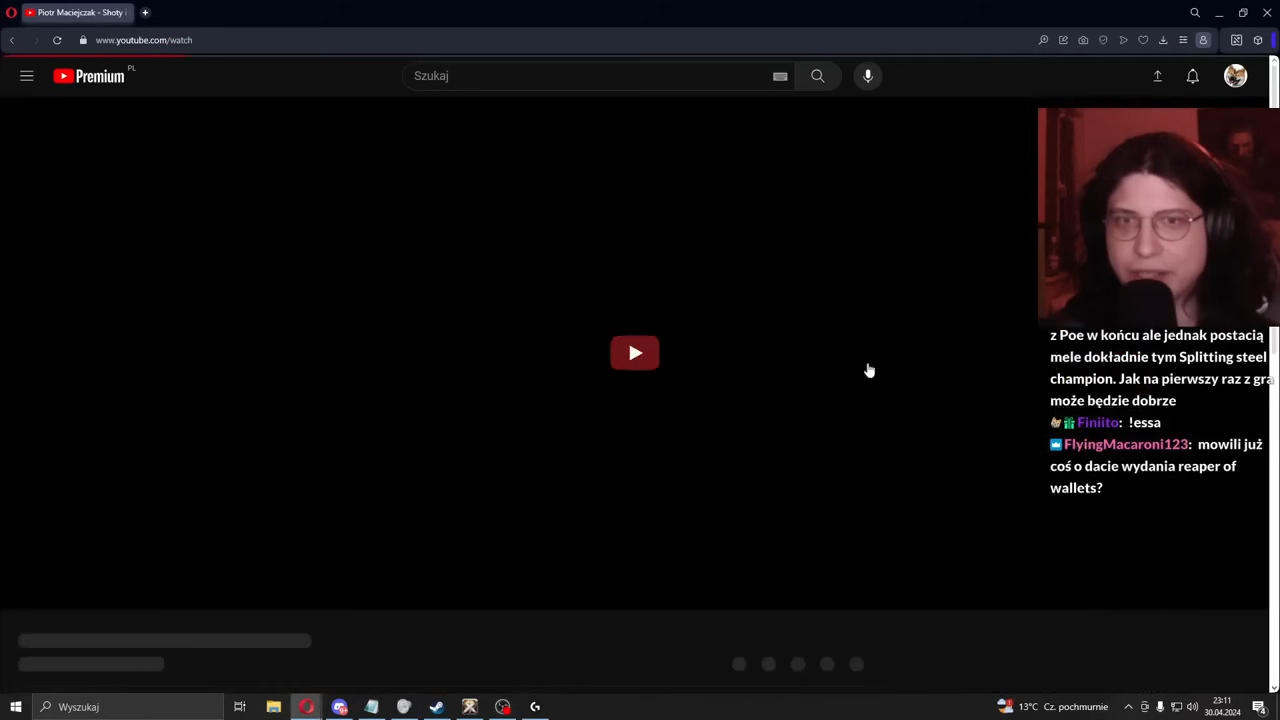 Piotr Maciejczak - Shoty i
www.youtube.com/watch
Premium PL
Szukaj
z Poe w końcu ale jednak postacią
mele dokładnie tym Splitting steel
champion. Jak na pierwszy raz z grą
może będzie dobrze
Finiito: !essa
FlyingMacaroni123: mowili już
coś o dacie wydania reaper of
wallets?
Wyszukaj
13°C Cz. pochmurnie
23:11
30.04.2024